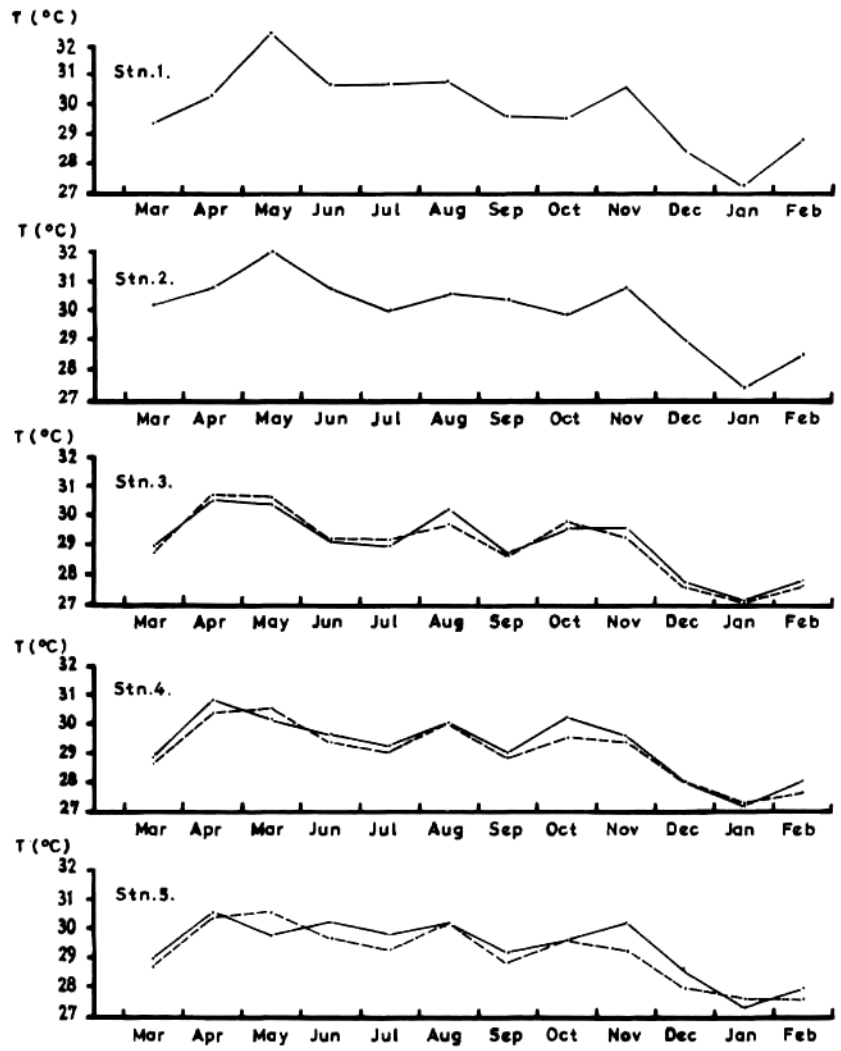 T (°C)
32
Stn.1.
31
30
29
28
27
Mar Apr May Jun Jul Aug Sep Oct Nov Dec Jan Feb
T (°C)
32
Stn.2.
31
30
29
28
27
Mar Apr May Jun Jul Aug Sep Oct Nov Dec Jan Feb
T (°C)
32
Stn.3.
31
30
29
28
27
Mar Apr May Jun Jul Aug Sep Oct Nov Dec Jan Feb
T (°C)
32
Stn.4.
31
30
29
28
27
Mar Apr Mar Jun Jul Aug Sep Oct Nov Dec Jan Feb
T (°C)
32
Stn.5.
31
30
29
28
27
Mar Apr May Jun Jul Aug Sep Oct Nov Dec Jan Feb